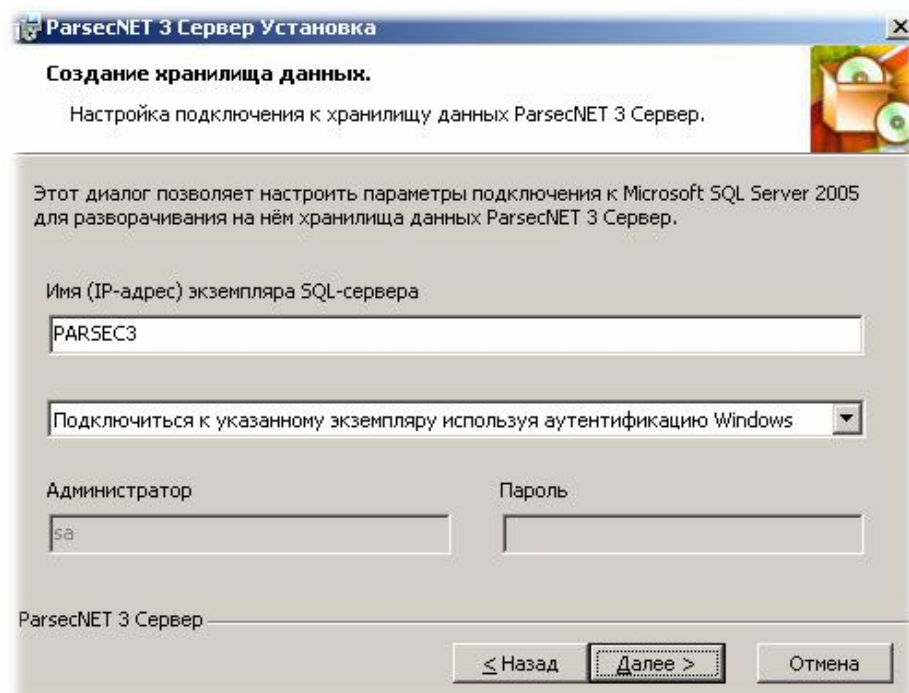 ParsecNET 3 Сервер Установка
Создание хранилища данных.
Настройка подключения к хранилищу данных ParsecNET 3 Сервер.
Этот диалог позволяет настроить параметры подключения к Microsoft SQL Server 2005
для разворачивания на нём хранилища данных ParsecNET 3 Сервер.
Имя (IP-адрес) экземпляра SQL-сервера
PARSEC3
Подключиться к указанному экземпляру используя аутентификацию Windows
Администратор Пароль
sa
ParsecNET 3 Сервер
< Назад Далее > Отмена